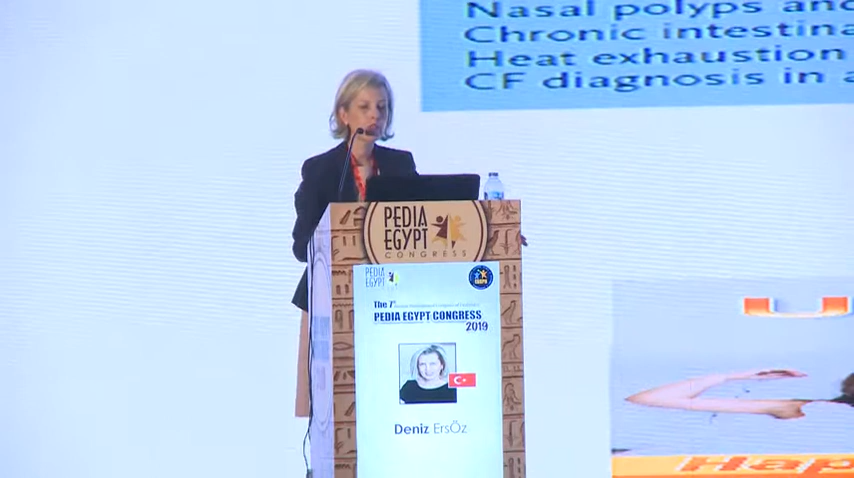 Nasal polyps and
Chronic intestina
Heat exhaustion
CF diagnosis in a
PEDIA
EGYPT
CONGRESS
PEDIA
EGYPT
The 7th
PEDIA EGYPT CONGRESS
2019
Deniz ErsÖz
Hap